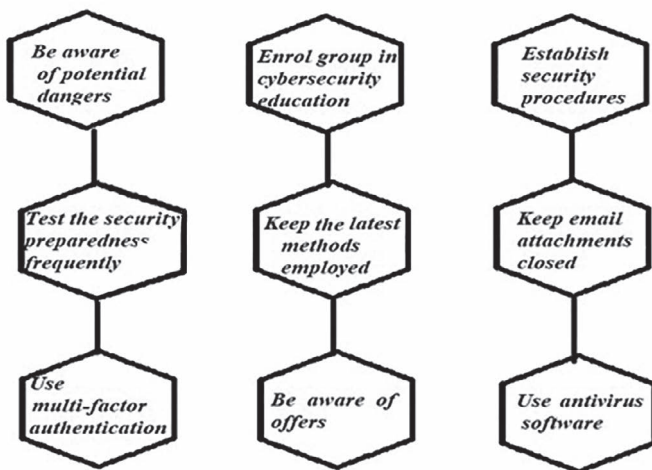 Be aware
of potential
dangers
Enrol group in
cybersecurity
education
Establish
security
procedures
Test the security
preparedness
frequently
Keep the latest
methods
employed
Keep email
attachments
closed
Use
multi-factor
authentication
Be aware of
offers
Use antivirus
software